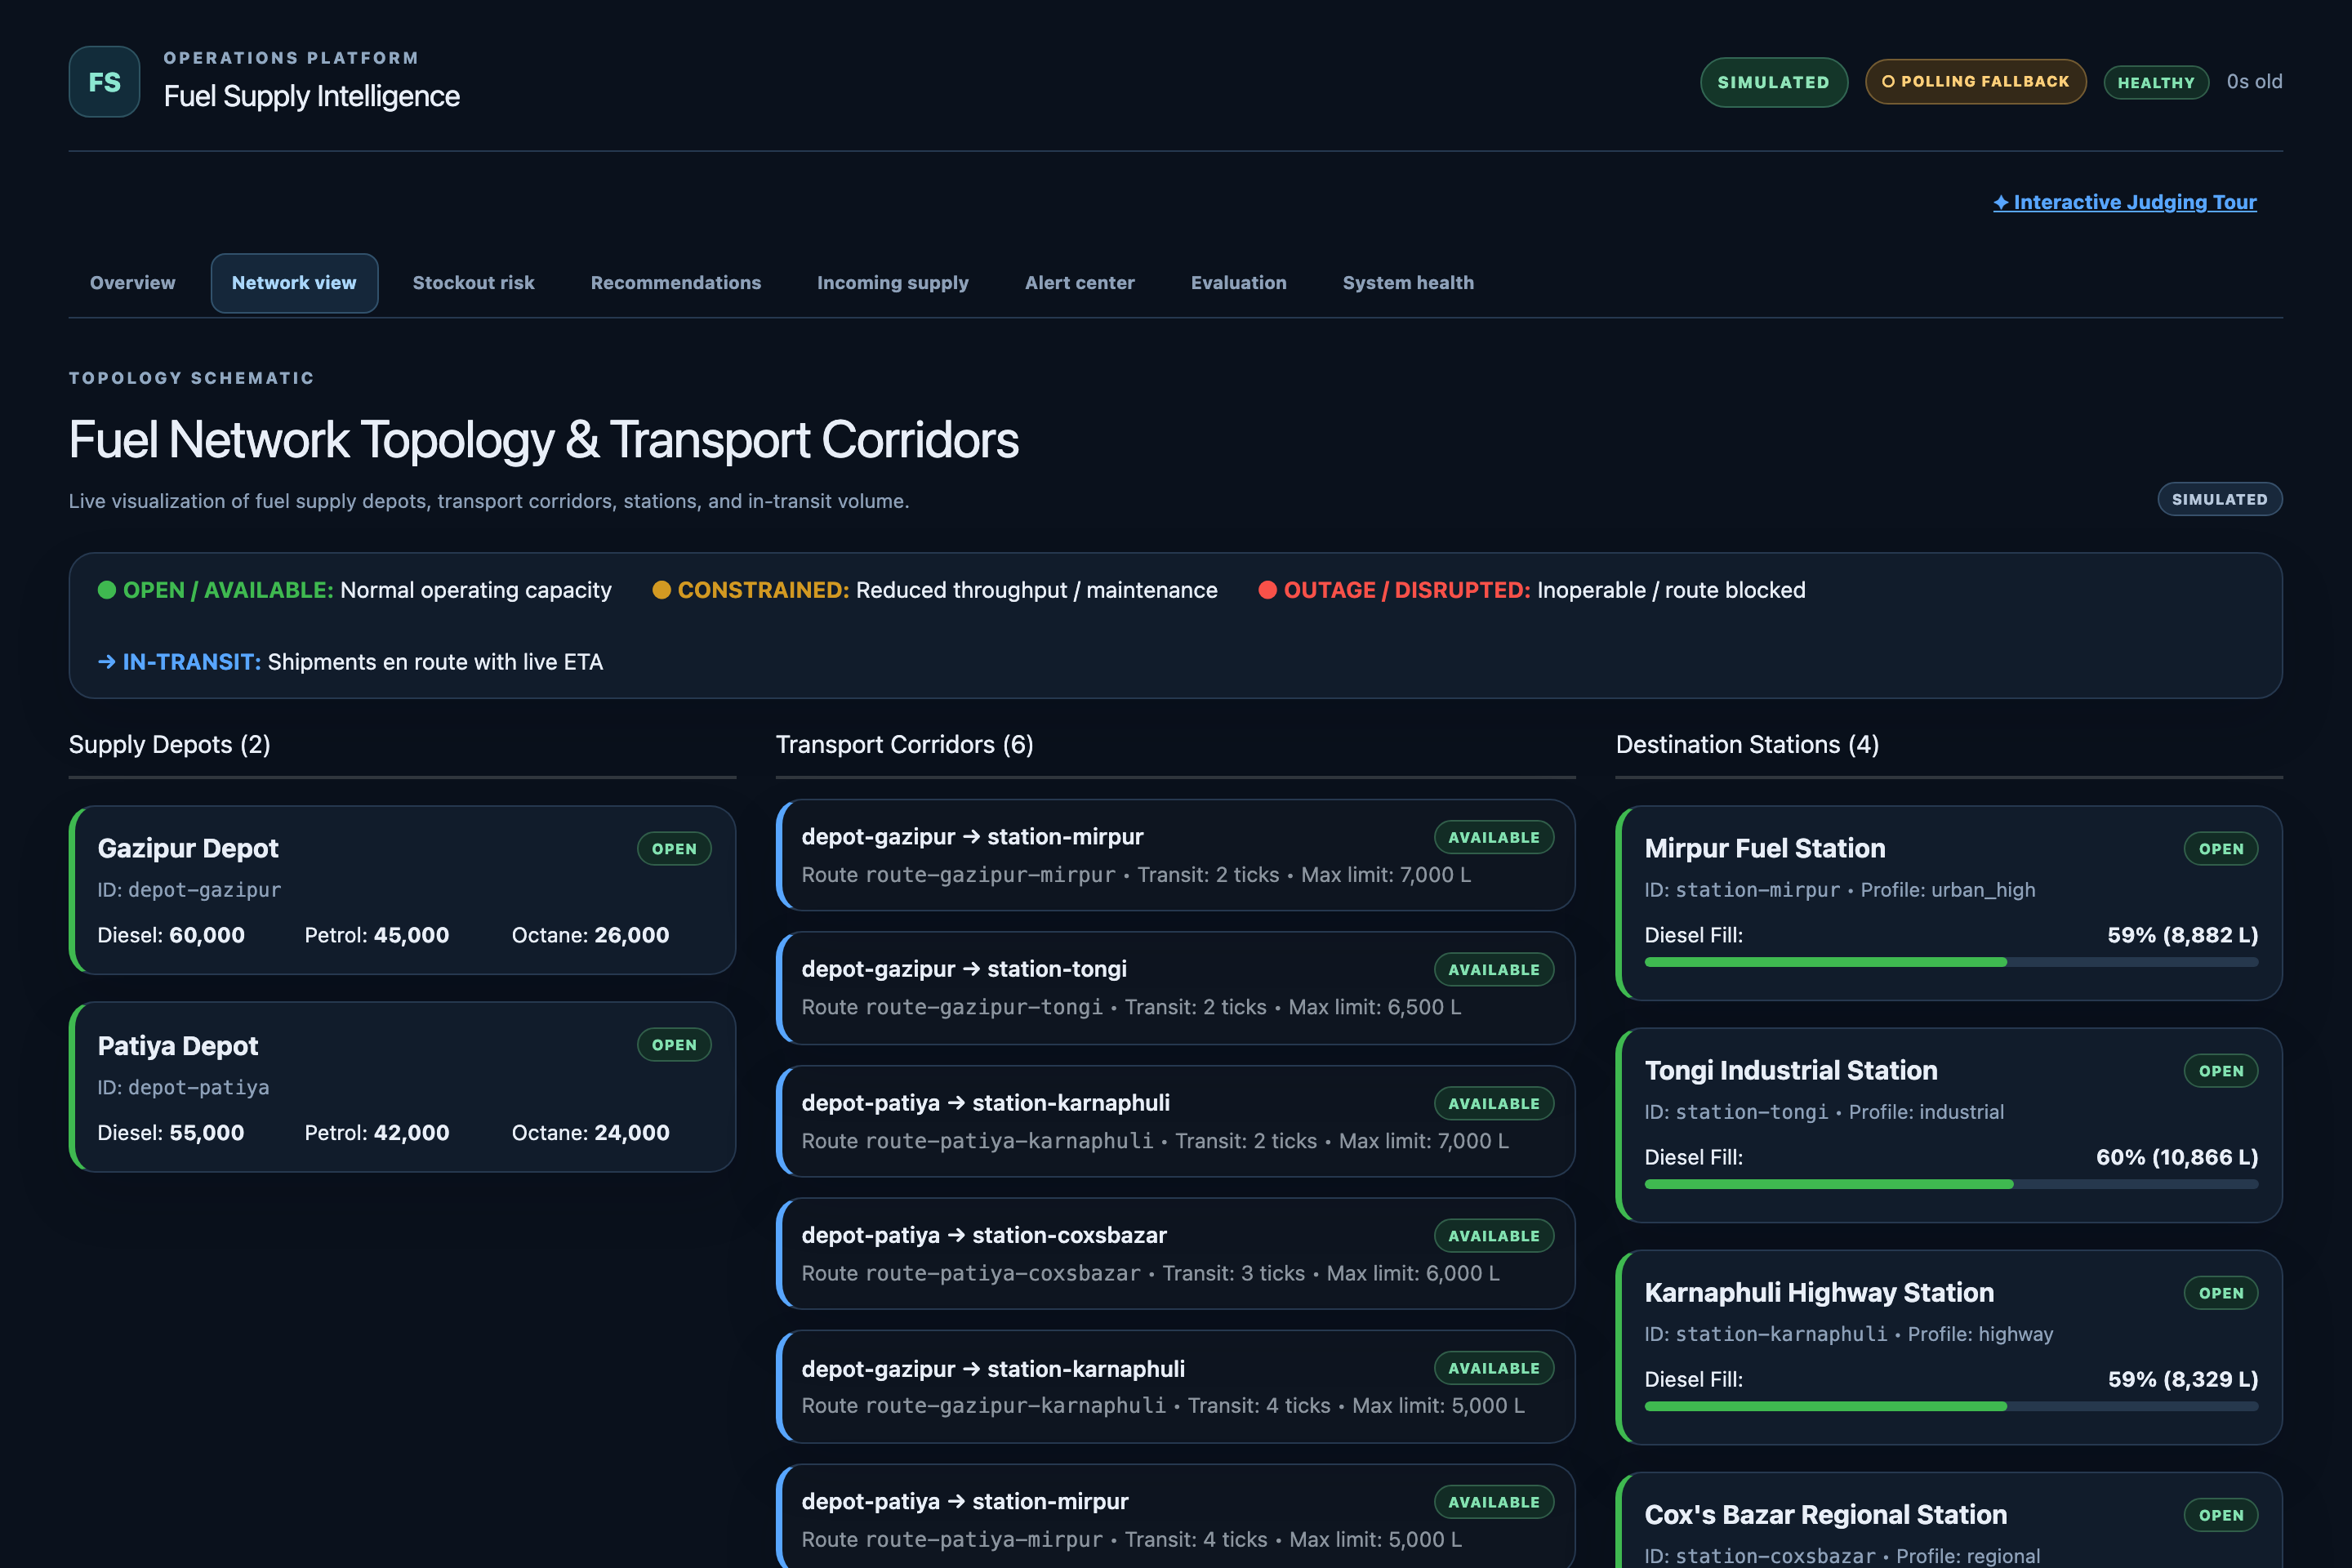 FS
OPERATIONS PLATFORM
Fuel Supply Intelligence
SIMULATED
POLLING FALLBACK
HEALTHY
0s old
✦ Interactive Judging Tour
Overview
Network view
Stockout risk
Recommendations
Incoming supply
Alert center
Evaluation
System health
TOPOLOGY SCHEMATIC
Fuel Network Topology & Transport Corridors
Live visualization of fuel supply depots, transport corridors, stations, and in-transit volume.
SIMULATED
OPEN / AVAILABLE: Normal operating capacity
CONSTRAINED: Reduced throughput / maintenance
OUTAGE / DISRUPTED: Inoperable / route blocked
→ IN-TRANSIT: Shipments en route with live ETA
Supply Depots (2)
Gazipur Depot
OPEN
ID: depot-gazipur
Diesel: 60,000 Petrol: 45,000 Octane: 26,000
Patiya Depot
OPEN
ID: depot-patiya
Diesel: 55,000 Petrol: 42,000 Octane: 24,000
Transport Corridors (6)
depot-gazipur → station-mirpur
AVAILABLE
Route route-gazipur-mirpur • Transit: 2 ticks • Max limit: 7,000 L
depot-gazipur → station-tongi
AVAILABLE
Route route-gazipur-tongi • Transit: 2 ticks • Max limit: 6,500 L
depot-patiya → station-karnaphuli
AVAILABLE
Route route-patiya-karnaphuli • Transit: 2 ticks • Max limit: 7,000 L
depot-patiya → station-coxsbazar
AVAILABLE
Route route-patiya-coxsbazar • Transit: 3 ticks • Max limit: 6,000 L
depot-gazipur → station-karnaphuli
AVAILABLE
Route route-gazipur-karnaphuli • Transit: 4 ticks • Max limit: 5,000 L
depot-patiya → station-mirpur
AVAILABLE
Route route-patiya-mirpur • Transit: 4 ticks • Max limit: 5,000 L
Destination Stations (4)
Mirpur Fuel Station
OPEN
ID: station-mirpur • Profile: urban_high
Diesel Fill: 59% (8,882 L)
Tongi Industrial Station
OPEN
ID: station-tongi • Profile: industrial
Diesel Fill: 60% (10,866 L)
Karnaphuli Highway Station
OPEN
ID: station-karnaphuli • Profile: highway
Diesel Fill: 59% (8,329 L)
Cox's Bazar Regional Station
OPEN
ID: station-coxsbazar • Profile: regional